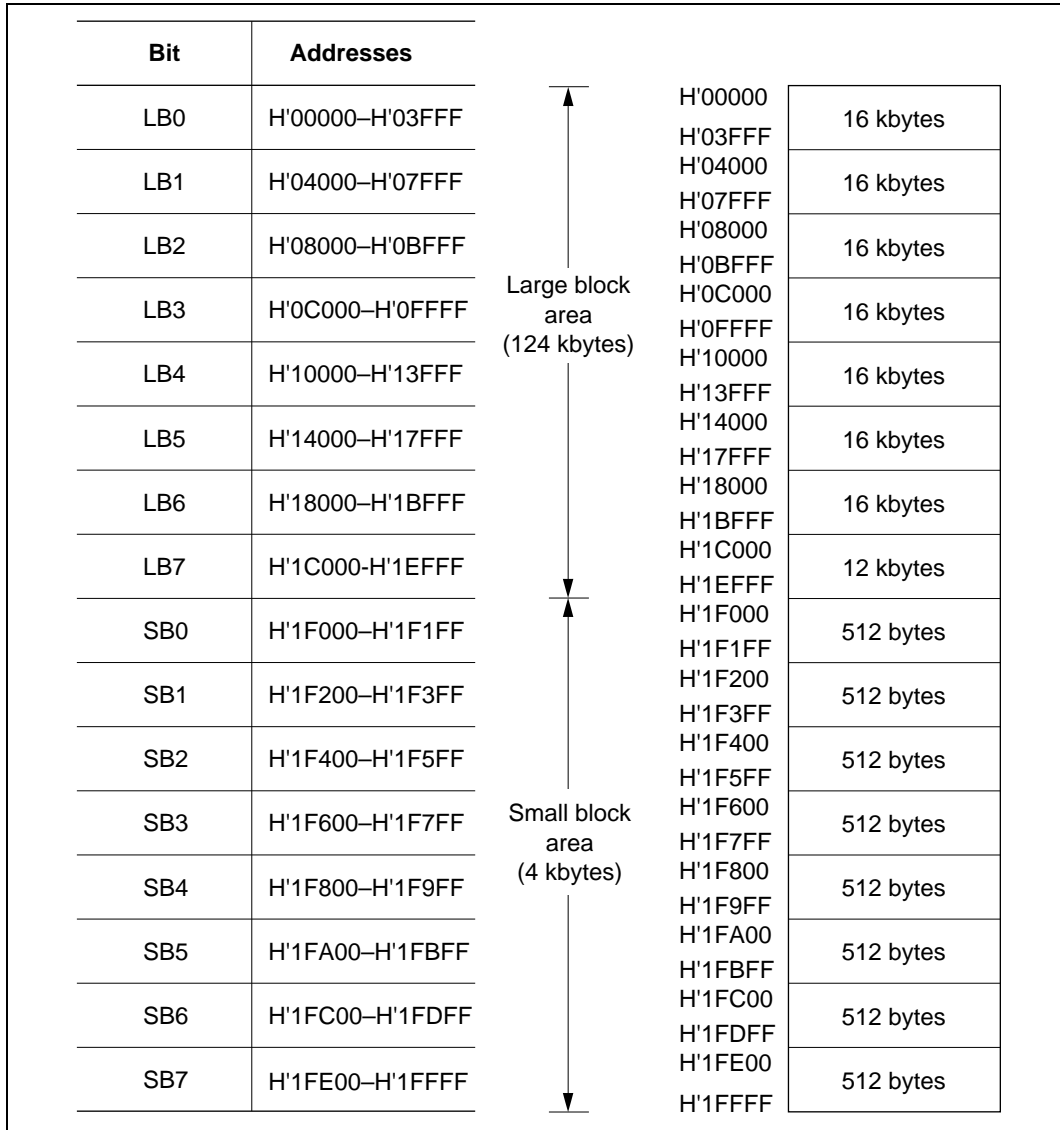 Bit Addresses
LB0 H'00000–H'03FFF
LB1 H'04000–H'07FFF
LB2 H'08000–H'0BFFF
LB3 H'0C000–H'0FFFF
LB4 H'10000–H'13FFF
LB5 H'14000–H'17FFF
LB6 H'18000–H'1BFFF
LB7 H'1C000-H'1EFFF
SB0 H'1F000–H'1F1FF
SB1 H'1F200–H'1F3FF
SB2 H'1F400–H'1F5FF
SB3 H'1F600–H'1F7FF
SB4 H'1F800–H'1F9FF
SB5 H'1FA00–H'1FBFF
SB6 H'1FC00–H'1FDFF
SB7 H'1FE00–H'1FFFF
Large block
area
(124 kbytes)
Small block
area
(4 kbytes)
H'00000
16 kbytes
H'03FFF
H'04000
16 kbytes
H'07FFF
H'08000
16 kbytes
H'0BFFF
H'0C000
16 kbytes
H'0FFFF
H'10000
16 kbytes
H'13FFF
H'14000
16 kbytes
H'17FFF
H'18000
16 kbytes
H'1BFFF
H'1C000
12 kbytes
H'1EFFF
H'1F000
512 bytes
H'1F1FF
H'1F200
512 bytes
H'1F3FF
H'1F400
512 bytes
H'1F5FF
H'1F600
512 bytes
H'1F7FF
H'1F800
512 bytes
H'1F9FF
H'1FA00
512 bytes
H'1FBFF
H'1FC00
512 bytes
H'1FDFF
H'1FE00
512 bytes
H'1FFFF